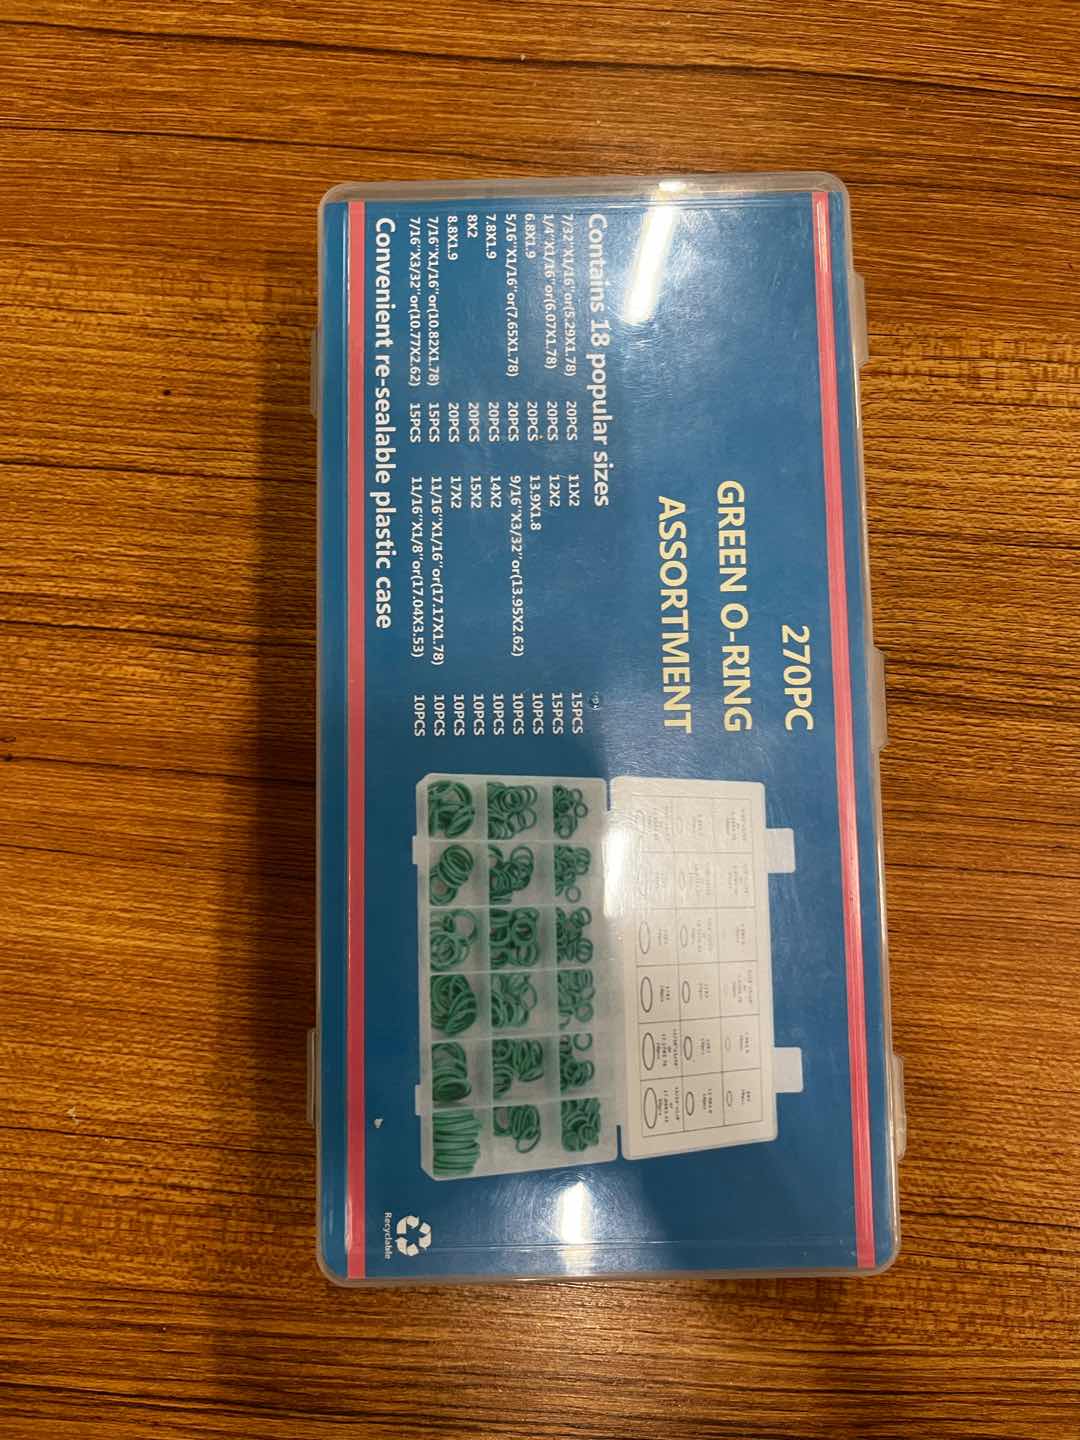 270PC
GREEN O-RING
ASSORTMENT
Contains 18 popular sizes
7/32"X1/16"or(5.29X1.78) 20PCS 11X2 15PCS
1/4"X1/16"or(6.07X1.78) 20PCS 12X2 15PCS
6.8X1.9 20PCS 13.9X1.8 10PCS
5/16"X1/16"or(7.65X1.78) 20PCS 9/16"X3/32"or(13.95X2.62) 10PCS
7.8X1.9 20PCS 14X2 10PCS
8X2 20PCS 15X2 10PCS
8.8X1.9 20PCS 17X2 10PCS
7/16"X1/16"or(10.82X1.78) 15PCS 11/16"X1/16"or(17.17X1.78) 10PCS
7/16"X3/32"or(10.77X2.62) 15PCS 11/16"X1/8"or(17.04X3.53) 10PCS
Convenient re-sealable plastic case
Recyclable